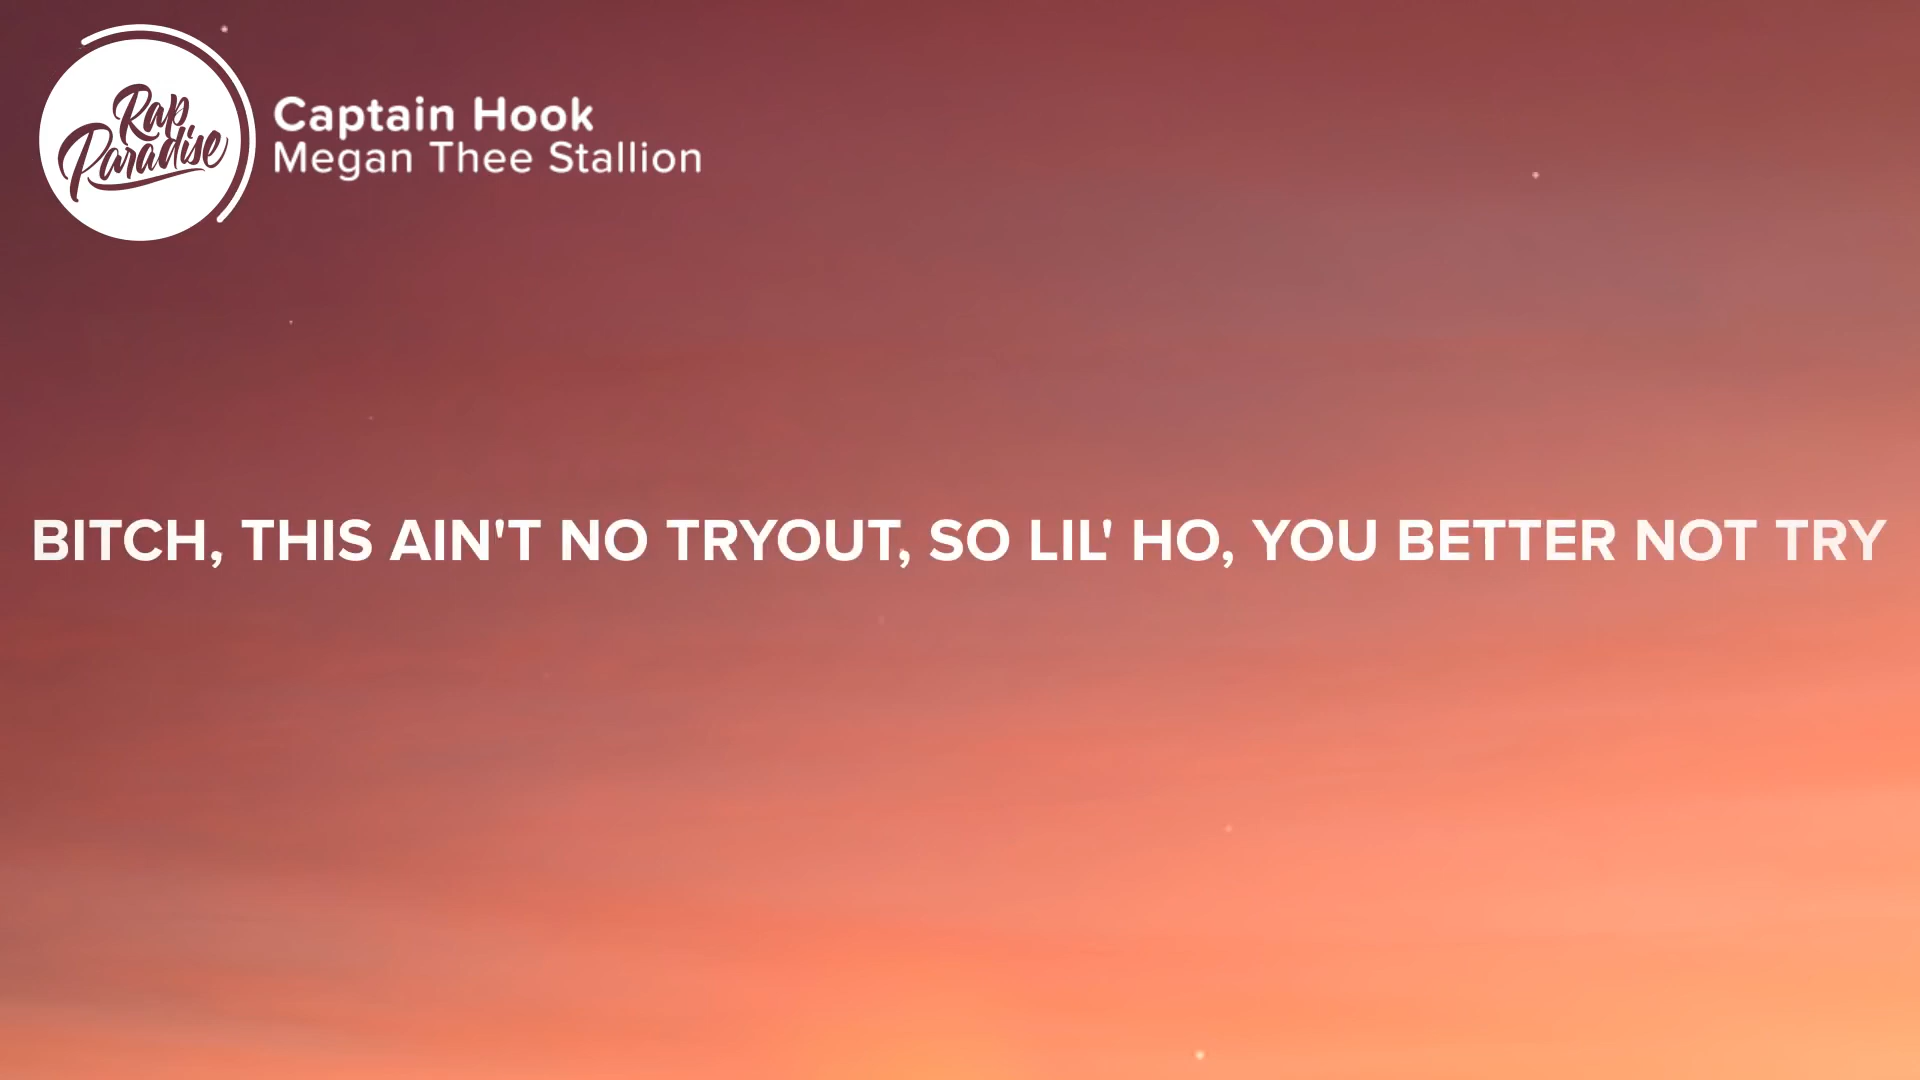 Rap
Paradise
Captain Hook
Megan Thee Stallion
BITCH, THIS AIN'T NO TRYOUT, SO LIL' HO, YOU BETTER NOT TRY